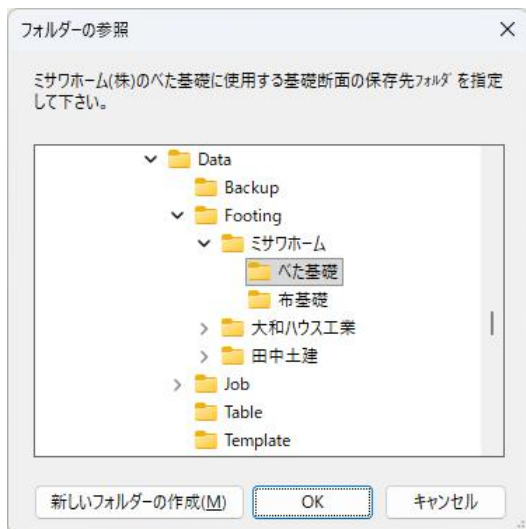 フォルダーの参照
ミサワホーム(株)のべた基礎に使用する基礎断面の保存先ﾌｫﾙﾀﾞを指定
して下さい。
Data
Backup
Footing
ミサワホーム
べた基礎
布基礎
大和ハウス工業
田中土建
Job
Table
Template
新しいフォルダーの作成(M) OK キャンセル